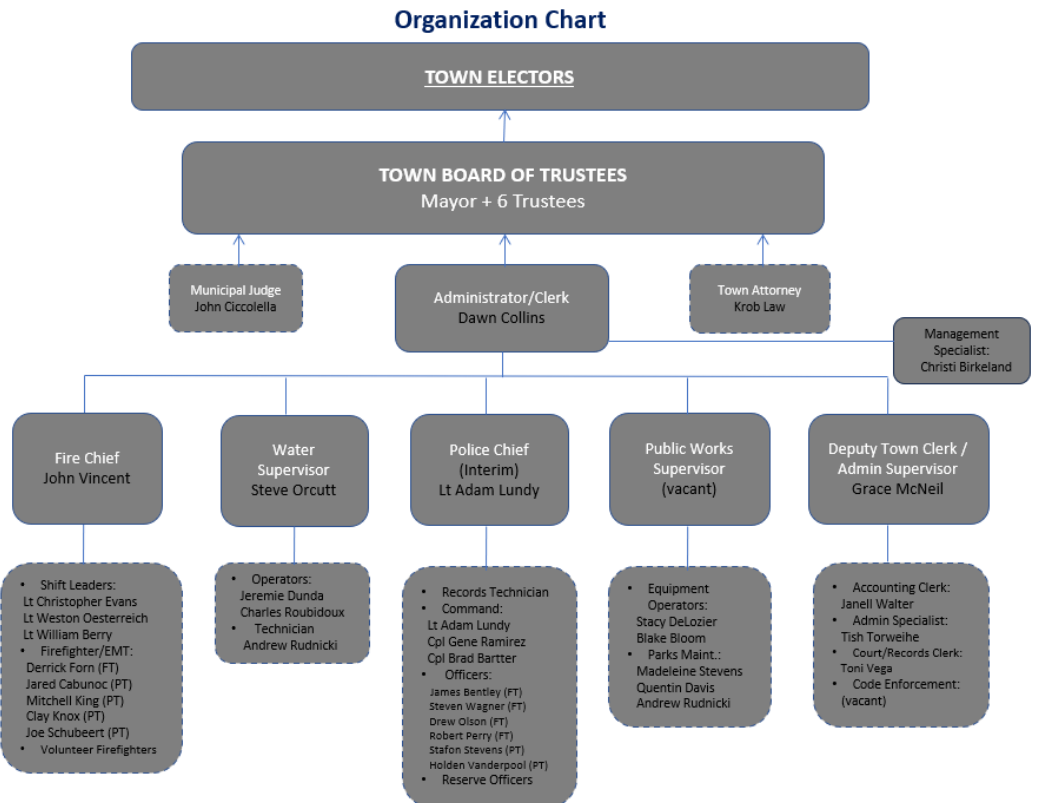 Organization Chart
TOWN ELECTORS
TOWN BOARD OF TRUSTEES
Mayor + 6 Trustees
Municipal Judge
John Ciccolella
Administrator/Clerk
Dawn Collins
Town Attorney
Krob Law
Management
Specialist:
Christi Birkeland
Fire Chief
John Vincent
Water
Supervisor
Steve Orcutt
Police Chief
(Interim)
Lt Adam Lundy
Public Works
Supervisor
(vacant)
Deputy Town Clerk /
Admin Supervisor
Grace McNeil
• Shift Leaders:
Lt Christopher Evans
Lt Weston Oesterreich
Lt William Berry
• Firefighter/EMT:
Derrick Forn (FT)
Jared Cabunoc (PT)
Mitchell King (PT)
Clay Knox (PT)
Joe Schubeert (PT)
• Volunteer Firefighters
• Operators:
Jeremie Dunda
Charles Roubidoux
• Technician
Andrew Rudnicki
• Records Technician
• Command:
Lt Adam Lundy
Cpl Gene Ramirez
Cpl Brad Bartter
• Officers:
James Bentley (FT)
Steven Wagner (FT)
Drew Olson (FT)
Robert Perry (FT)
Stafon Stevens (PT)
Holden Vanderpool (PT)
• Reserve Officers
• Equipment
Operators:
Stacy DeLozier
Blake Bloom
• Parks Maint.:
Madeleine Stevens
Quentin Davis
Andrew Rudnicki
• Accounting Clerk:
Janell Walter
• Admin Specialist:
Tish Torweihe
• Court/Records Clerk:
Toni Vega
• Code Enforcement:
(vacant)